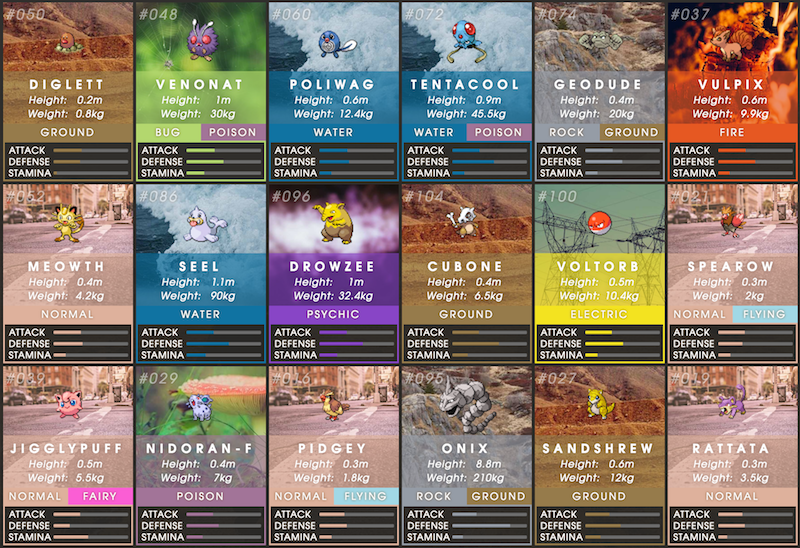 #050
DIGLETT
Height: 0.2m
Weight: 0.8kg
GROUND
ATTACK
DEFENSE
STAMINA
#048
VENONAT
Height: 1m
Weight: 30kg
BUG POISON
ATTACK
DEFENSE
STAMINA
#060
POLIWAG
Height: 0.6m
Weight: 12.4kg
WATER
#072
TENTACOOL
Height: 0.9m
Weight: 45.5kg
WATER POISON
ATTACK
DEFENSE
STAMINA
#074
GEODUDE
Height: 0.4m
Weight: 20kg
ROCK GROUND
ATTACK
DEFENSE
STAMINA
#037
VULPIX
Height: 0.6m
Weight: 9.9kg
FIRE
ATTACK
DEFENSE
STAMINA
#052
MEOWTH
Height: 0.4m
Weight: 4.2kg
NORMAL
ATTACK
DEFENSE
STAMINA
#086
SEEL
Height: 1.1m
Weight: 90kg
WATER
ATTACK
DEFENSE
STAMINA
#096
DROWZEE
Height: 1m
Weight: 32.4kg
PSYCHIC
ATTACK
DEFENSE
STAMINA
#104
CUBONE
Height: 0.4m
Weight: 6.5kg
GROUND
ATTACK
DEFENSE
STAMINA
#100
VOLTORB
Height: 0.5m
Weight: 10.4kg
ELECTRIC
ATTACK
DEFENSE
STAMINA
#021
SPEAROW
Height: 0.3m
Weight: 2kg
NORMAL FLYING
ATTACK
DEFENSE
STAMINA
#039
JIGGLYPUFF
Height: 0.5m
Weight: 5.5kg
NORMAL FAIRY
ATTACK
DEFENSE
STAMINA
#029
NIDORAN-F
Height: 0.4m
Weight: 7kg
POISON
ATTACK
DEFENSE
STAMINA
#016
PIDGEY
Height: 0.3m
Weight: 1.8kg
NORMAL FLYING
ATTACK
DEFENSE
STAMINA
#095
ONIX
Height: 8.8m
Weight: 210kg
ROCK GROUND
ATTACK
DEFENSE
STAMINA
#027
SANDSHREW
Height: 0.6m
Weight: 12kg
GROUND
ATTACK
DEFENSE
STAMINA
#019
RATTATA
Height: 0.3m
Weight: 3.5kg
NORMAL
ATTACK
DEFENSE
STAMINA